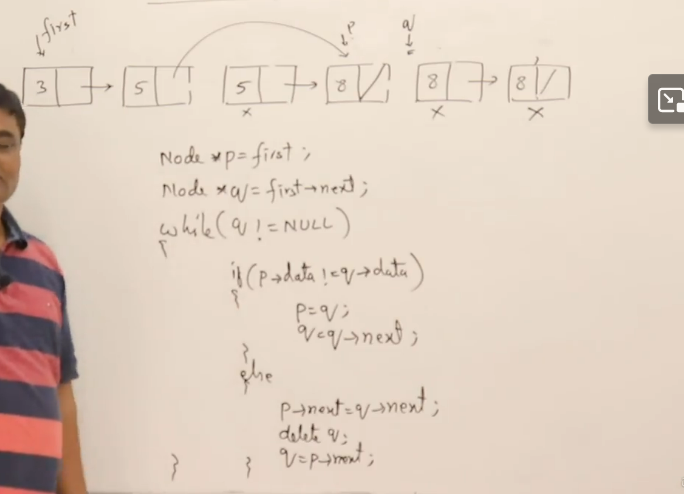 first
p
q
3 5 5 8 8 8
x x x
Node *p=first;
Node *q=first→next;
while(q!=NULL)
{
if(p→data!=q→data)
{
p=q;
q=q→next;
}
else
{
p→next=q→next;
delete q;
q=p→next;
}
}